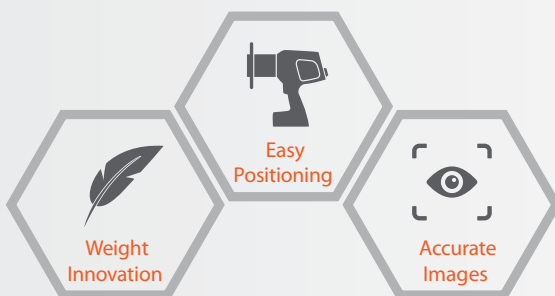 Easy
Positioning
Weight
Innovation
Accurate
Images